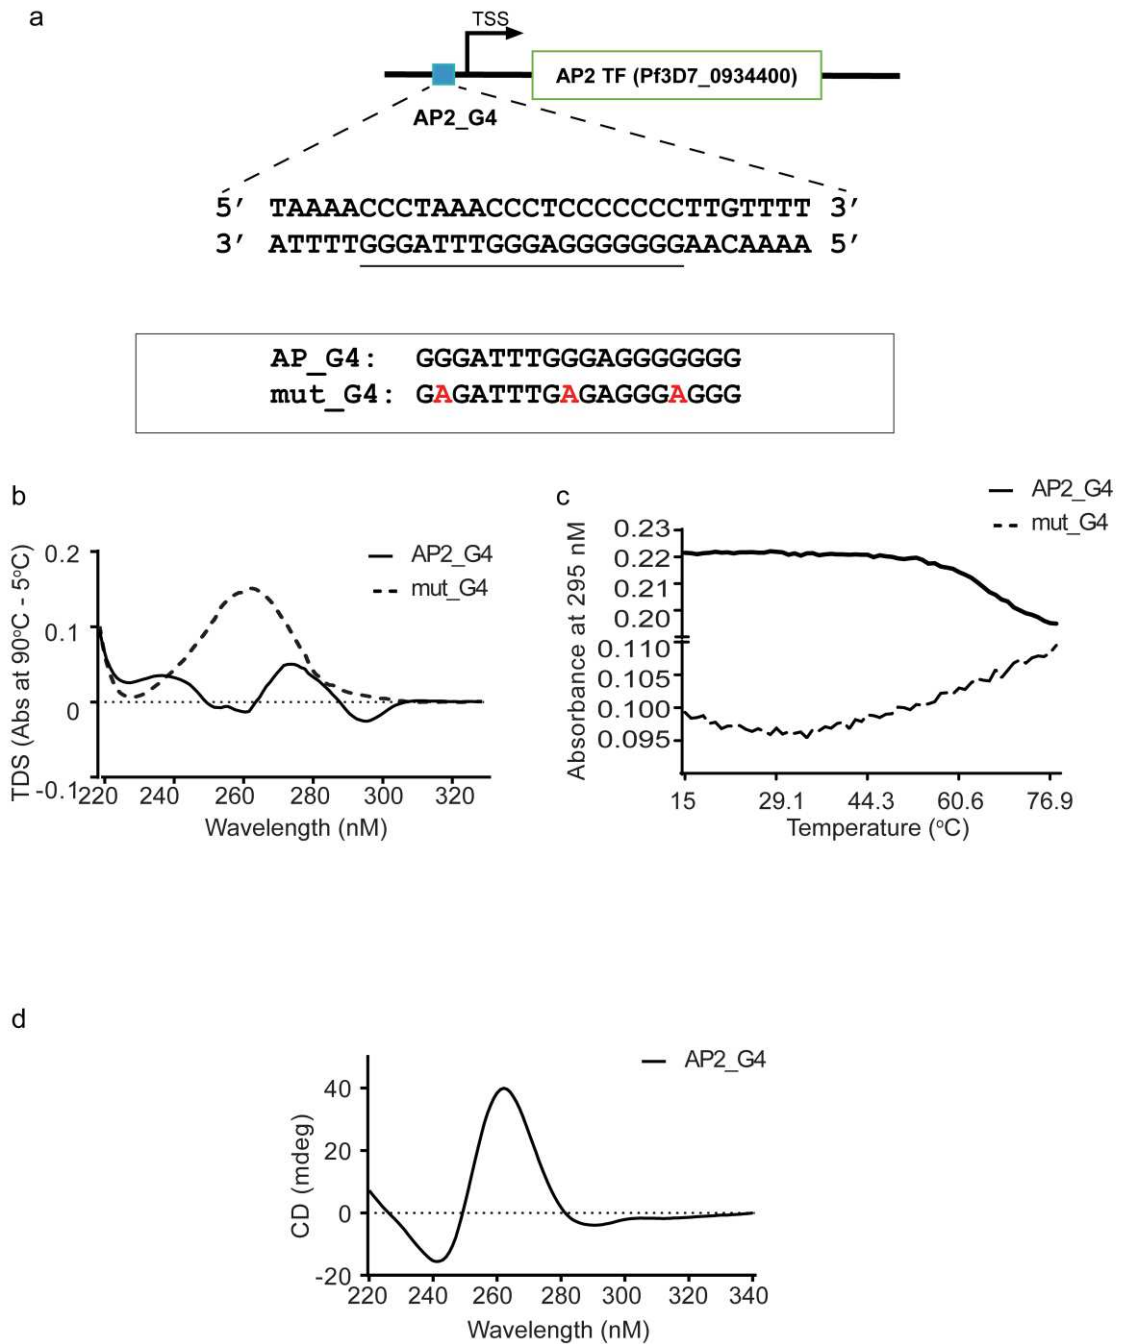 a
TSS
AP2 TF (Pf3D7_0934400)
AP2_G4
5' TAAAACCCTAAACCCTCCCCCCCTTGTTTT 3'
3' ATTTTGGGATTTGGGAGGGGGGGAACAAAA 5'
AP_G4: GGGATTTGGGAGGGGGGG
mut_G4: GAGATTTGAGAGGGAGGG
b
AP2_G4
mut_G4
TDS (Abs at 90°C - 5°C)
0.2
0.1
0
-0.1
220 240 260 280 300 320
Wavelength (nM)
c
AP2_G4
mut_G4
Absorbance at 295 nM
0.23
0.22
0.21
0.20
0.110
0.105
0.100
0.095
15 29.1 44.3 60.6 76.9
Temperature (°C)
d
AP2_G4
CD (mdeg)
40
20
0
-20
220 240 260 280 300 320 340
Wavelength (nM)